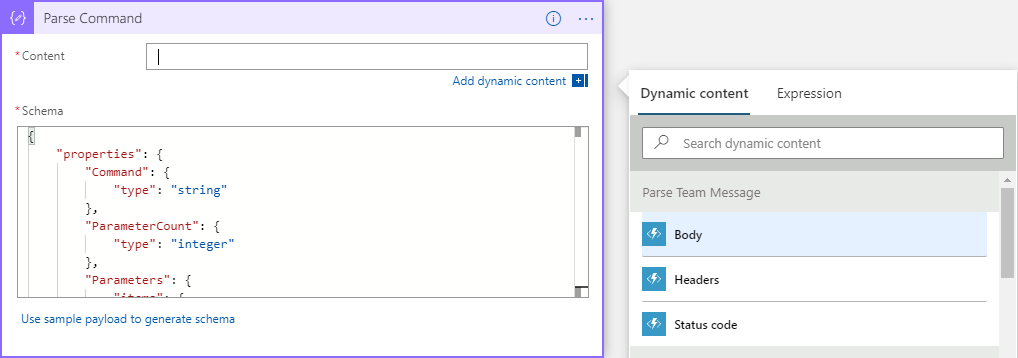 {/} Parse Command
* Content
Add dynamic content
* Schema
{
"properties": {
"Command": {
"type": "string"
},
"ParameterCount": {
"type": "integer"
},
"Parameters": {
"items": {
Use sample payload to generate schema
Dynamic content Expression
Search dynamic content
Parse Team Message
Body
Headers
Status code